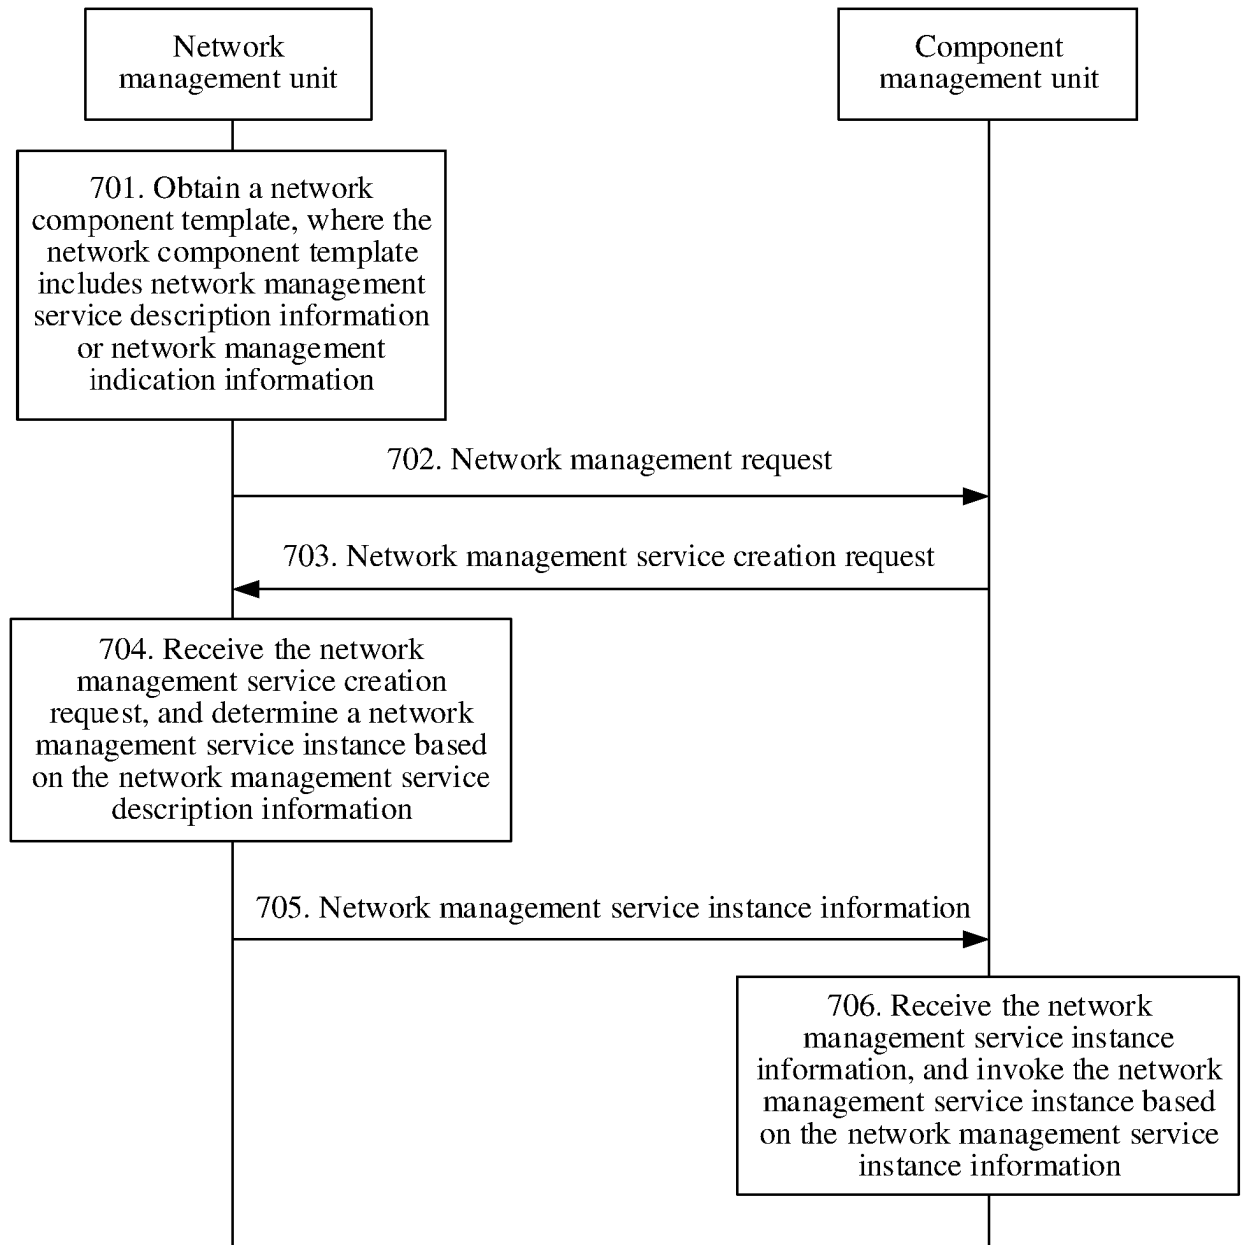 Network
management unit
Component
management unit
701. Obtain a network
component template, where the
network component template
includes network management
service description information
or network management
indication information
702. Network management request
703. Network management service creation request
704. Receive the network
management service creation
request, and determine a network
management service instance based
on the network management service
description information
705. Network management service instance information
706. Receive the network
management service instance
information, and invoke the network
management service instance based
on the network management service
instance information